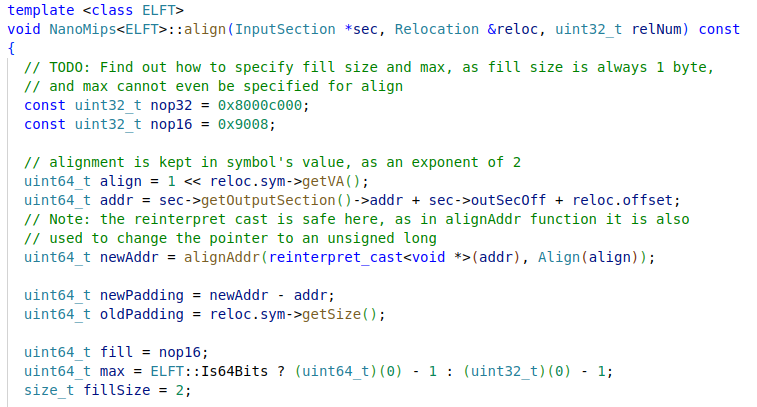 template <class ELFT>
void NanoMips<ELFT>::align(InputSection *sec, Relocation &reloc, uint32_t relNum) const
{
// TODO: Find out how to specify fill size and max, as fill size is always 1 byte,
// and max cannot even be specified for align
const uint32_t nop32 = 0x8000c000;
const uint32_t nop16 = 0x9008;
// alignment is kept in symbol's value, as an exponent of 2
uint64_t align = 1 << reloc.sym->getVA();
uint64_t addr = sec->getOutputSection()->addr + sec->outSecOff + reloc.offset;
// Note: the reinterpret cast is safe here, as in alignAddr function it is also
// used to change the pointer to an unsigned long
uint64_t newAddr = alignAddr(reinterpret_cast<void *>(addr), Align(align));
uint64_t newPadding = newAddr - addr;
uint64_t oldPadding = reloc.sym->getSize();
uint64_t fill = nop16;
uint64_t max = ELFT::Is64Bits ? (uint64_t)(0) - 1 : (uint32_t)(0) - 1;
size_t fillSize = 2;